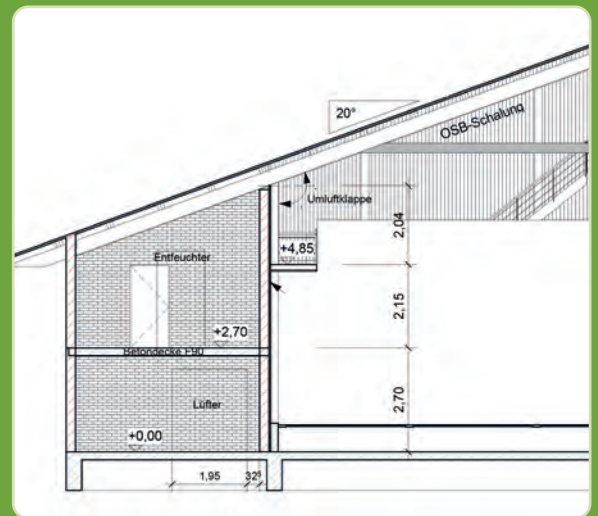 20°
OSB-Schalung
Umluftklappe
2,04
+4,85
Entfeuchter
2,15
+2,70
Betondecke F90
2,70
Lüfter
+0,00
1,95
32⁵